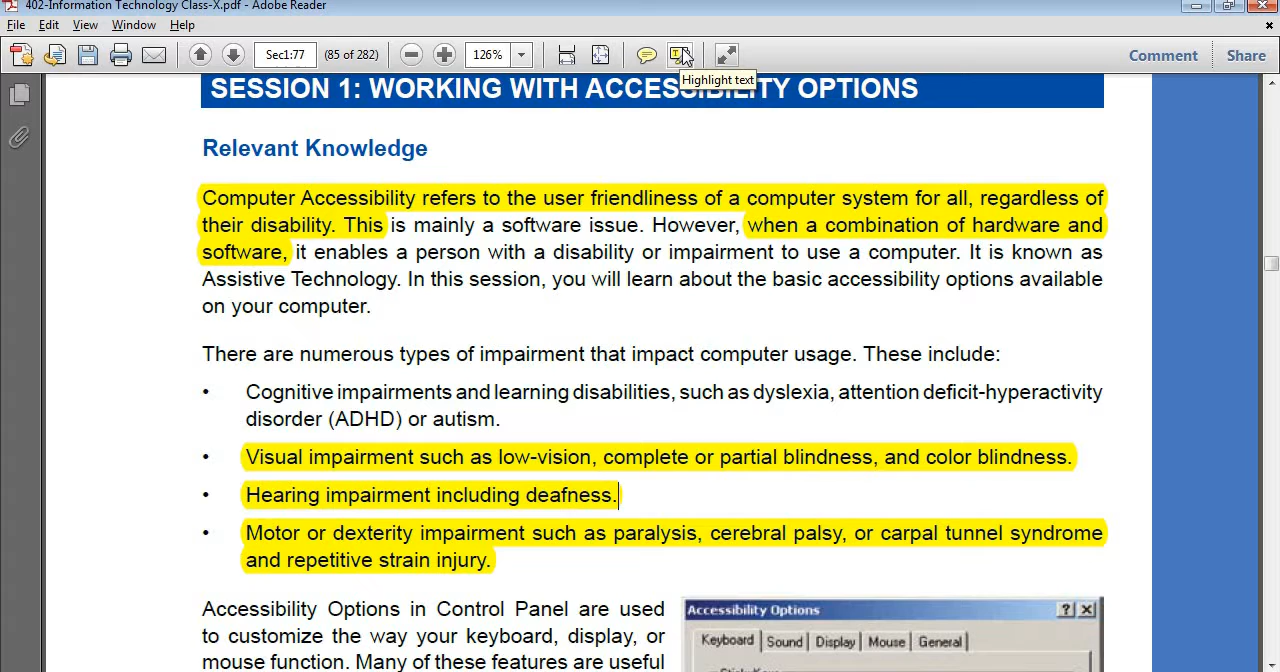 402-Information Technology Class-X.pdf - Adobe Reader
File Edit View Window Help
Sec1:77 (85 of 282) 126% Comment Share
Highlight text
SESSION 1: WORKING WITH ACCESSIBILITY OPTIONS
Relevant Knowledge
Computer Accessibility refers to the user friendliness of a computer system for all, regardless of
their disability. This is mainly a software issue. However, when a combination of hardware and
software, it enables a person with a disability or impairment to use a computer. It is known as
Assistive Technology. In this session, you will learn about the basic accessibility options available
on your computer.
There are numerous types of impairment that impact computer usage. These include:
• Cognitive impairments and learning disabilities, such as dyslexia, attention deficit-hyperactivity
disorder (ADHD) or autism.
• Visual impairment such as low-vision, complete or partial blindness, and color blindness.
• Hearing impairment including deafness.
• Motor or dexterity impairment such as paralysis, cerebral palsy, or carpal tunnel syndrome
and repetitive strain injury.
Accessibility Options in Control Panel are used
to customize the way your keyboard, display, or
mouse function. Many of these features are useful
Accessibility Options
Keyboard Sound Display Mouse General